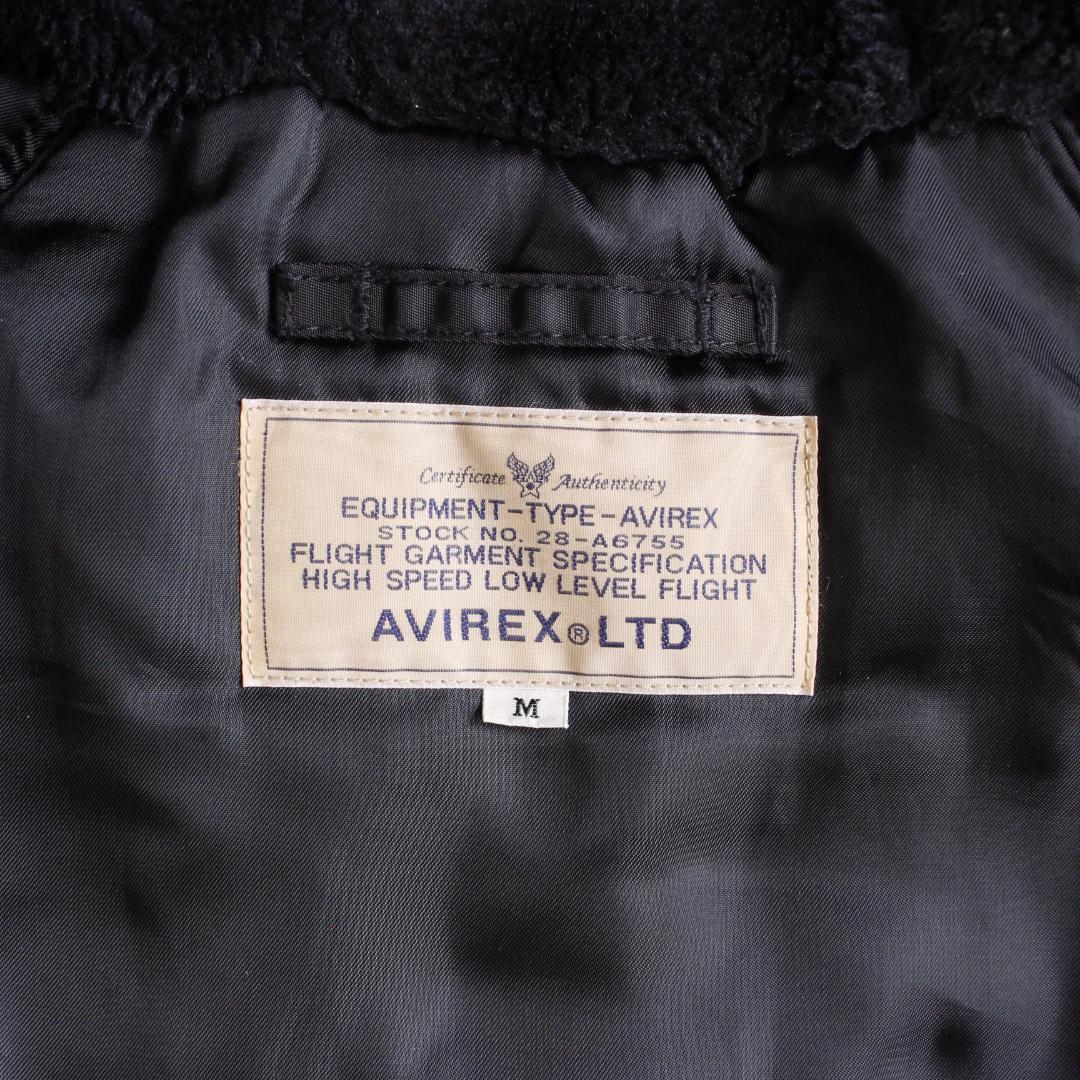 Certificate Authenticity
EQUIPMENT-TYPE-AVIREX
STOCK NO. 28-A6755
FLIGHT GARMENT SPECIFICATION
HIGH SPEED LOW LEVEL FLIGHT
AVIREX®LTD
M